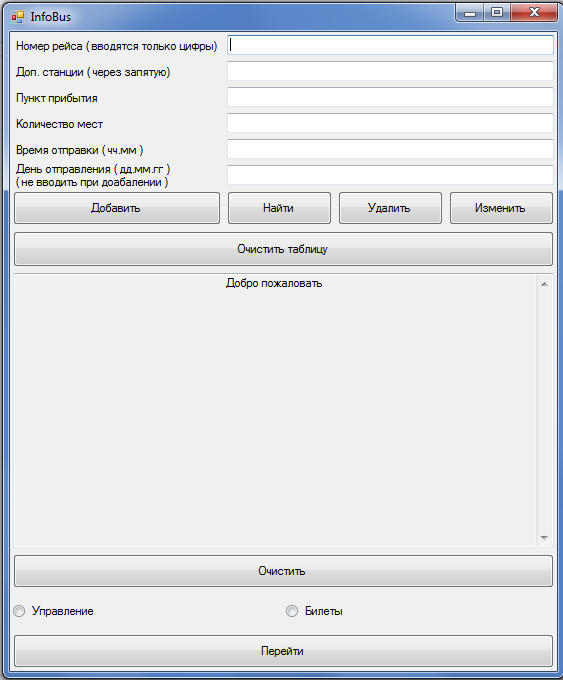 InfoBus
Номер рейса ( вводятся только цифры)
Доп. станции ( через запятую)
Пункт прибытия
Количество мест
Время отправки ( чч.мм )
День отправления ( дд.мм.гг )
( не вводить при доабалении )
Добавить Найти Удалить Изменить
Очистить таблицу
Добро пожаловать
Очистить
Управление Билеты
Перейти